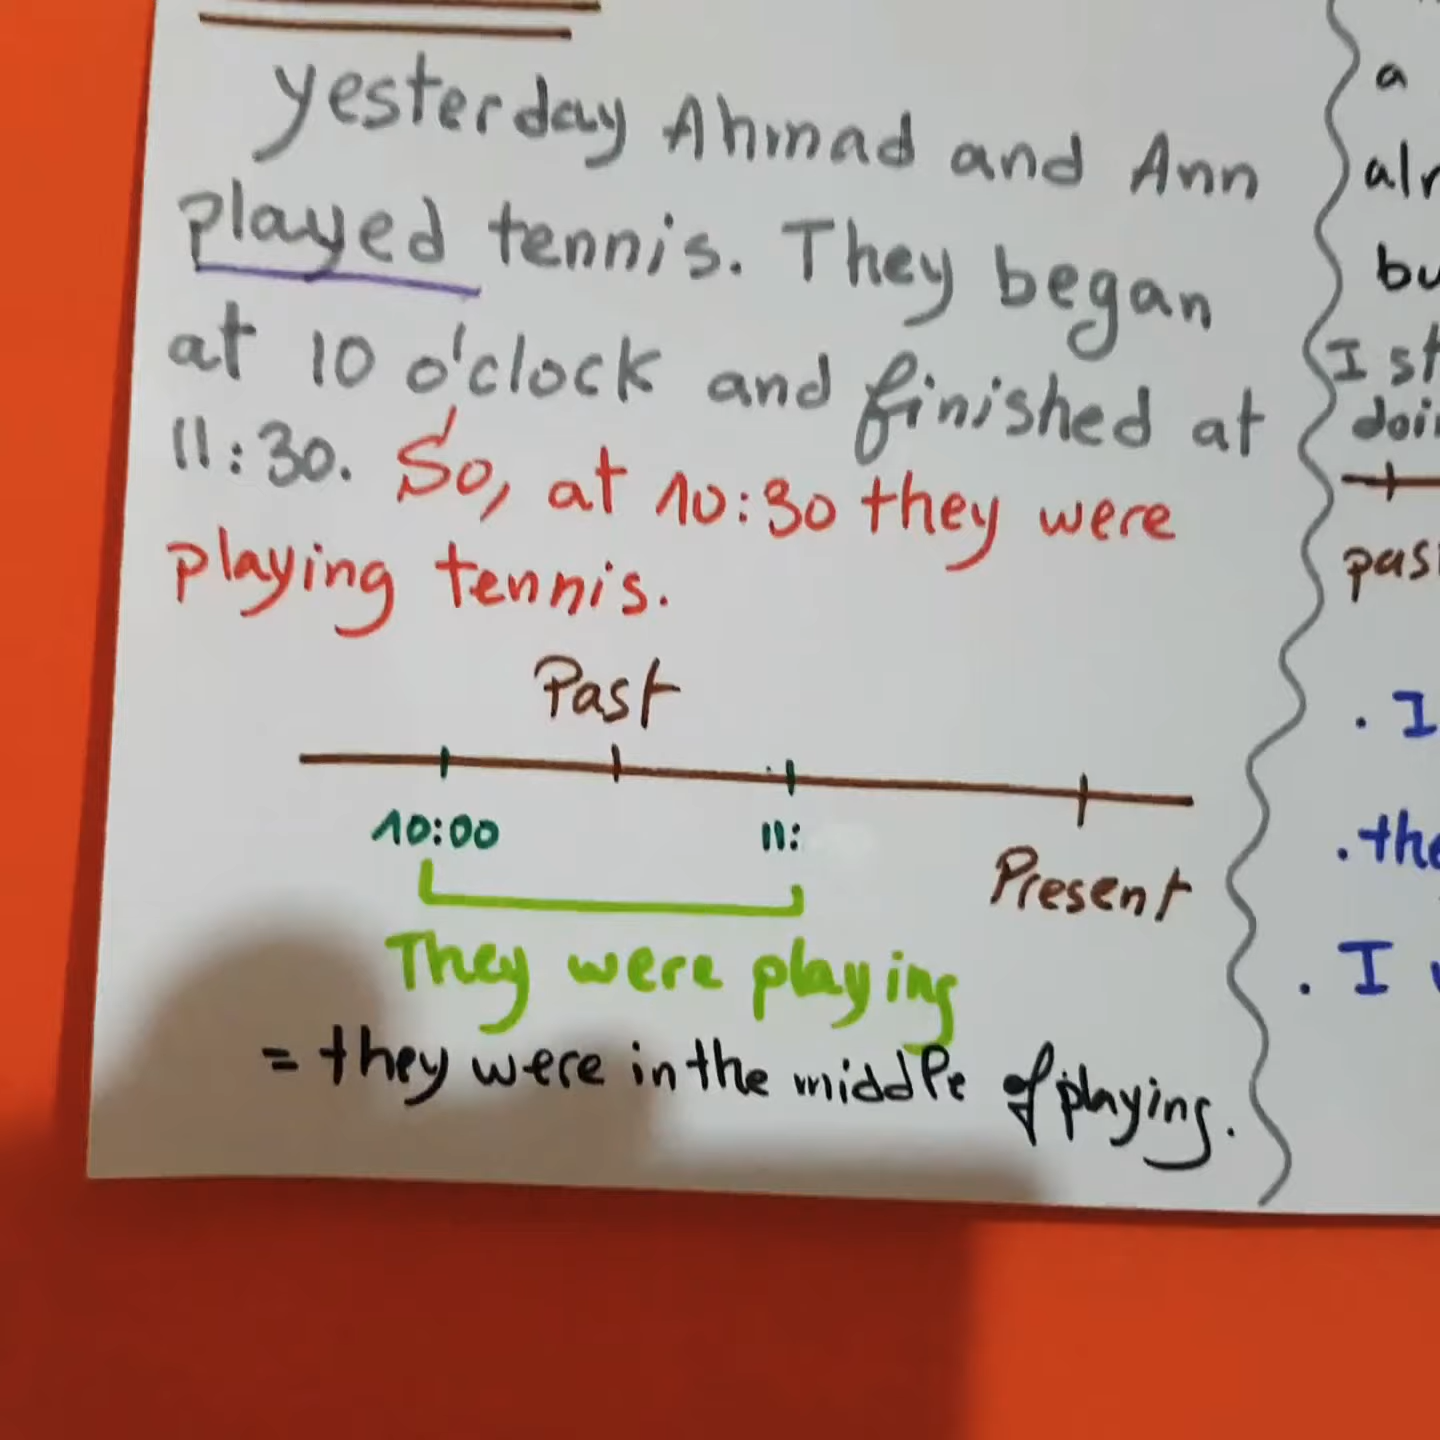 yesterday Ahmad and Ann
played tennis. They began
at 10 o'clock and finished at
11:30. So, at 10:30 they were
playing tennis.
Past
10:00 11:
Present
They were playing
= they were in the middle of playing.
a
bu
I
doi
past
. I
. the
. I